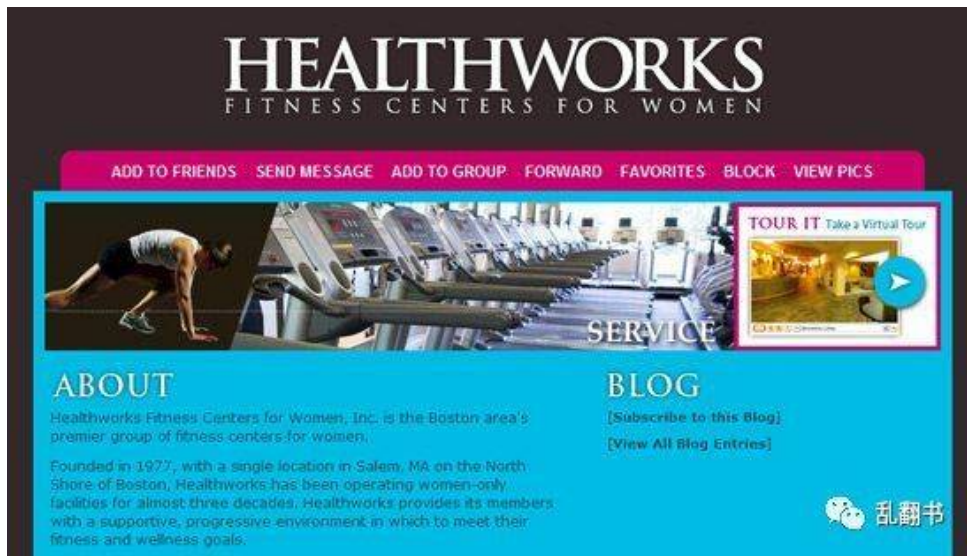 HEALTHWORKS
FITNESS CENTERS FOR WOMEN
ADD TO FRIENDS SEND MESSAGE ADD TO GROUP FORWARD FAVORITES BLOCK VIEW PICS
TOUR IT Take a Virtual Tour
SERVICE
ABOUT
Healthworks Fitness Centers for Women, Inc. is the Boston area's
premier group of fitness centers for women.
Founded in 1977, with a single location in Salem, MA on the North
Shore of Boston, Healthworks has been operating women-only
facilities for almost three decades. Healthworks provides its members
with a supportive, progressive environment in which to meet their
fitness and wellness goals.
BLOG
[Subscribe to this Blog]
[View All Blog Entries]
乱翻书